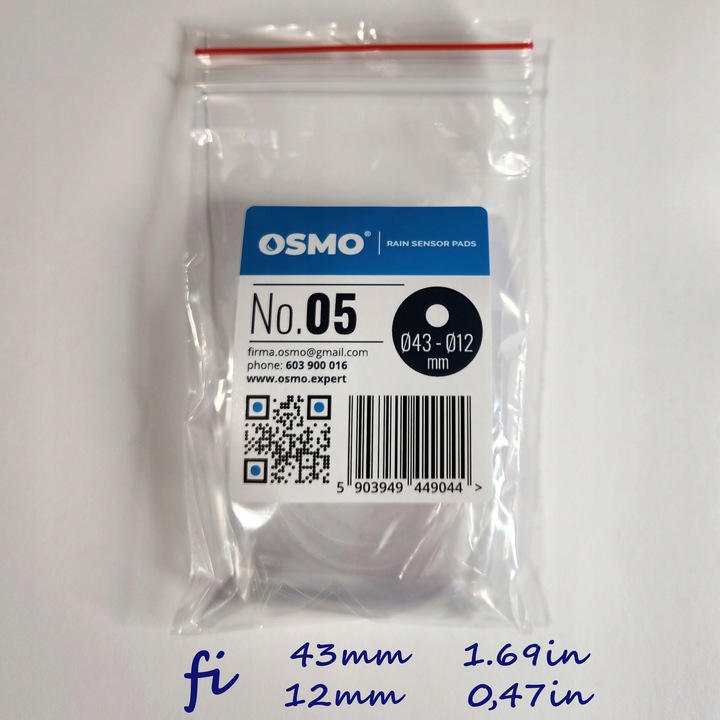 OSMO® | RAIN SENSOR PADS
No.05
Ø43 - Ø12
mm
firma.osmo@gmail.com
phone: 603 900 016
www.osmo.expert
5 903949 449044 >
fi 43mm 1.69in
12mm 0,47in